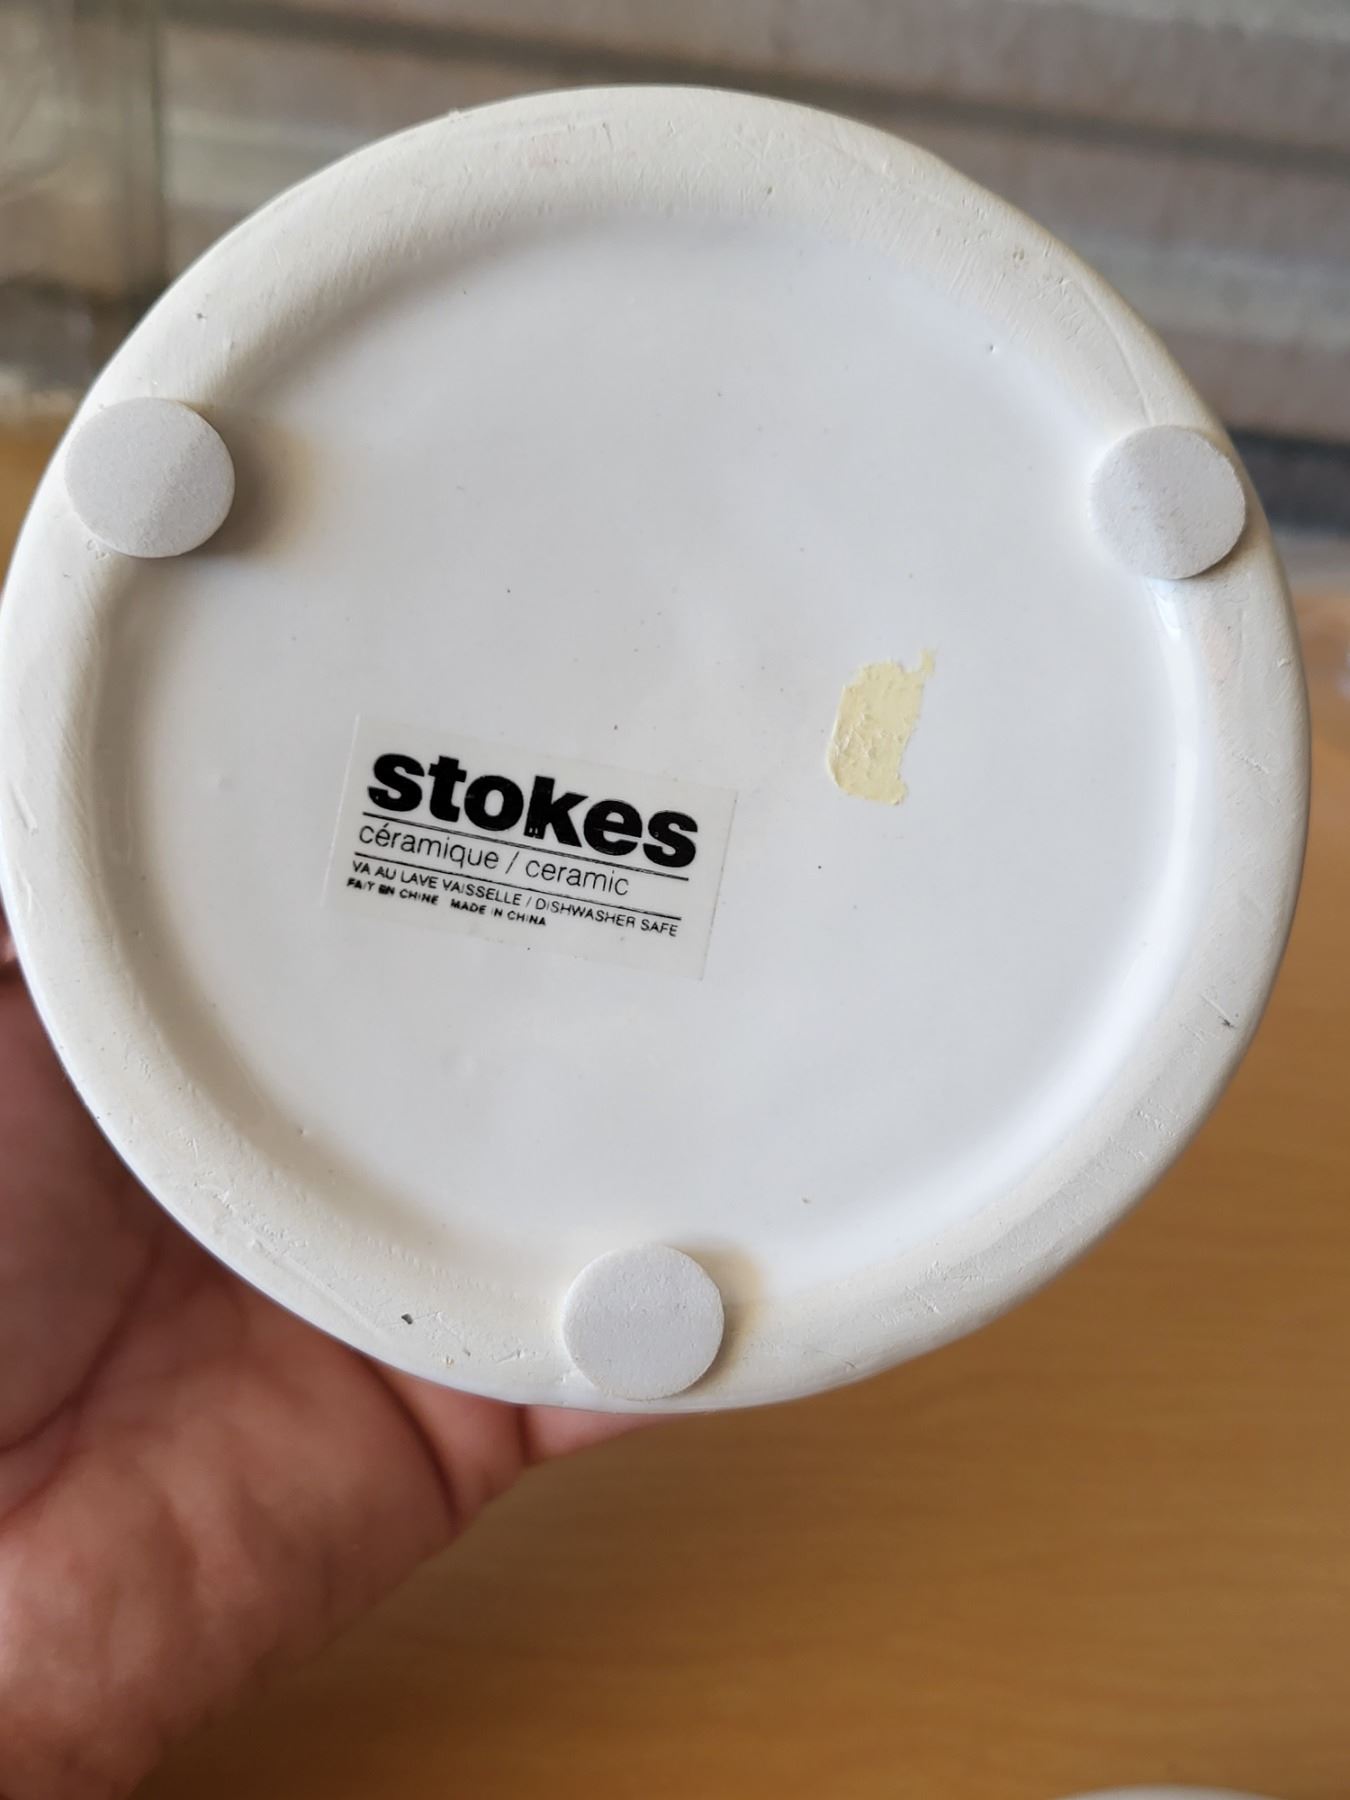 stokes
céramique / ceramic
VA AU LAVE VAISSELLE / DISHWASHER SAFE
FAIT EN CHINE MADE IN CHINA